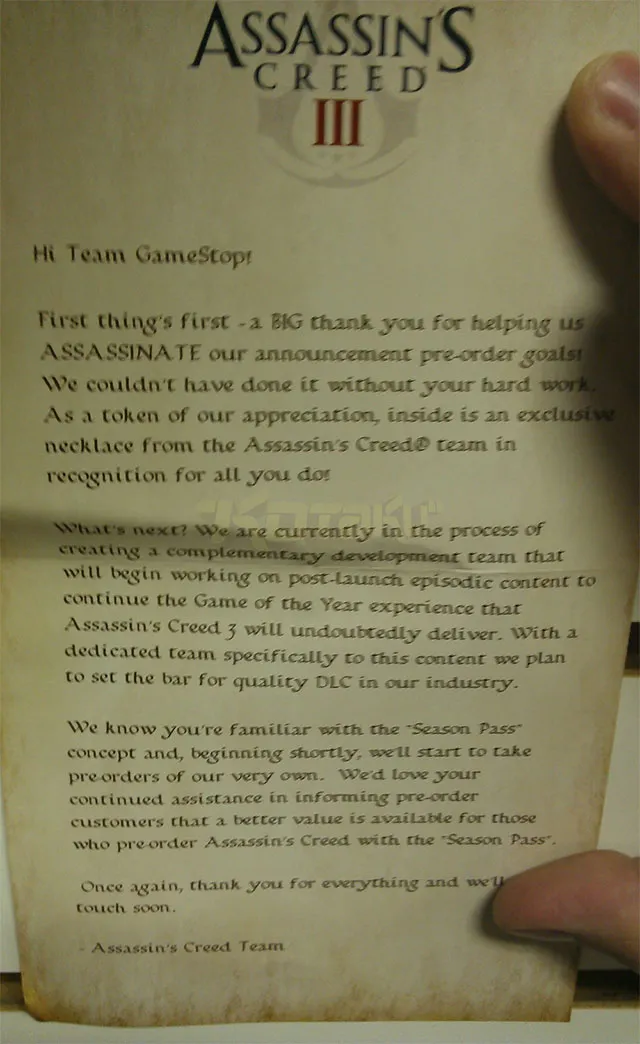 ASSASSIN'S
CREED
III
Hi Team GameStop!
First thing's first - a BIG thank you for helping us
ASSASSINATE our announcement pre-order goals!
We couldn't have done it without your hard work.
As a token of our appreciation, inside is an exclusive
necklace from the Assassin's Creed® team in
recognition for all you do!
Kotaku
What's next? We are currently in the process of
creating a complementary development team that
will begin working on post-launch episodic content to
continue the Game of the Year experience that
Assassin's Creed 3 will undoubtedly deliver. With a
dedicated team specifically to this content we plan
to set the bar for quality DLC in our industry.
We know you're familiar with the "Season Pass"
concept and, beginning shortly, we'll start to take
pre-orders of our very own. We'd love your
continued assistance in informing pre-order
customers that a better value is available for those
who pre-order Assassin's Creed with the "Season Pass".
Once again, thank you for everything and we'll
touch soon.
- Assassin's Creed Team